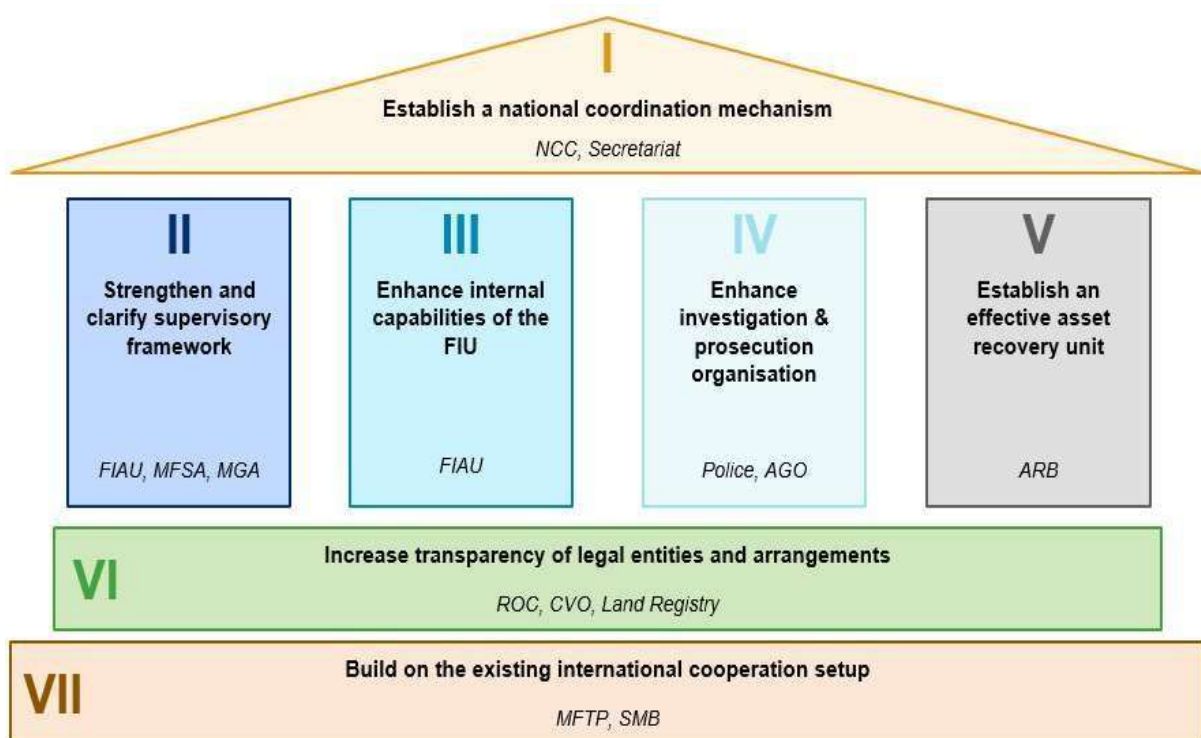 I
Establish a national coordination mechanism
NCC, Secretariat
II
Strengthen and
clarify supervisory
framework
FIAU, MFSA, MGA
III
Enhance internal
capabilities of the
FIU
FIAU
IV
Enhance
investigation &
prosecution
organisation
Police, AGO
V
Establish an
effective asset
recovery unit
ARB
VI
Increase transparency of legal entities and arrangements
ROC, CVO, Land Registry
VII
Build on the existing international cooperation setup
MFTP, SMB